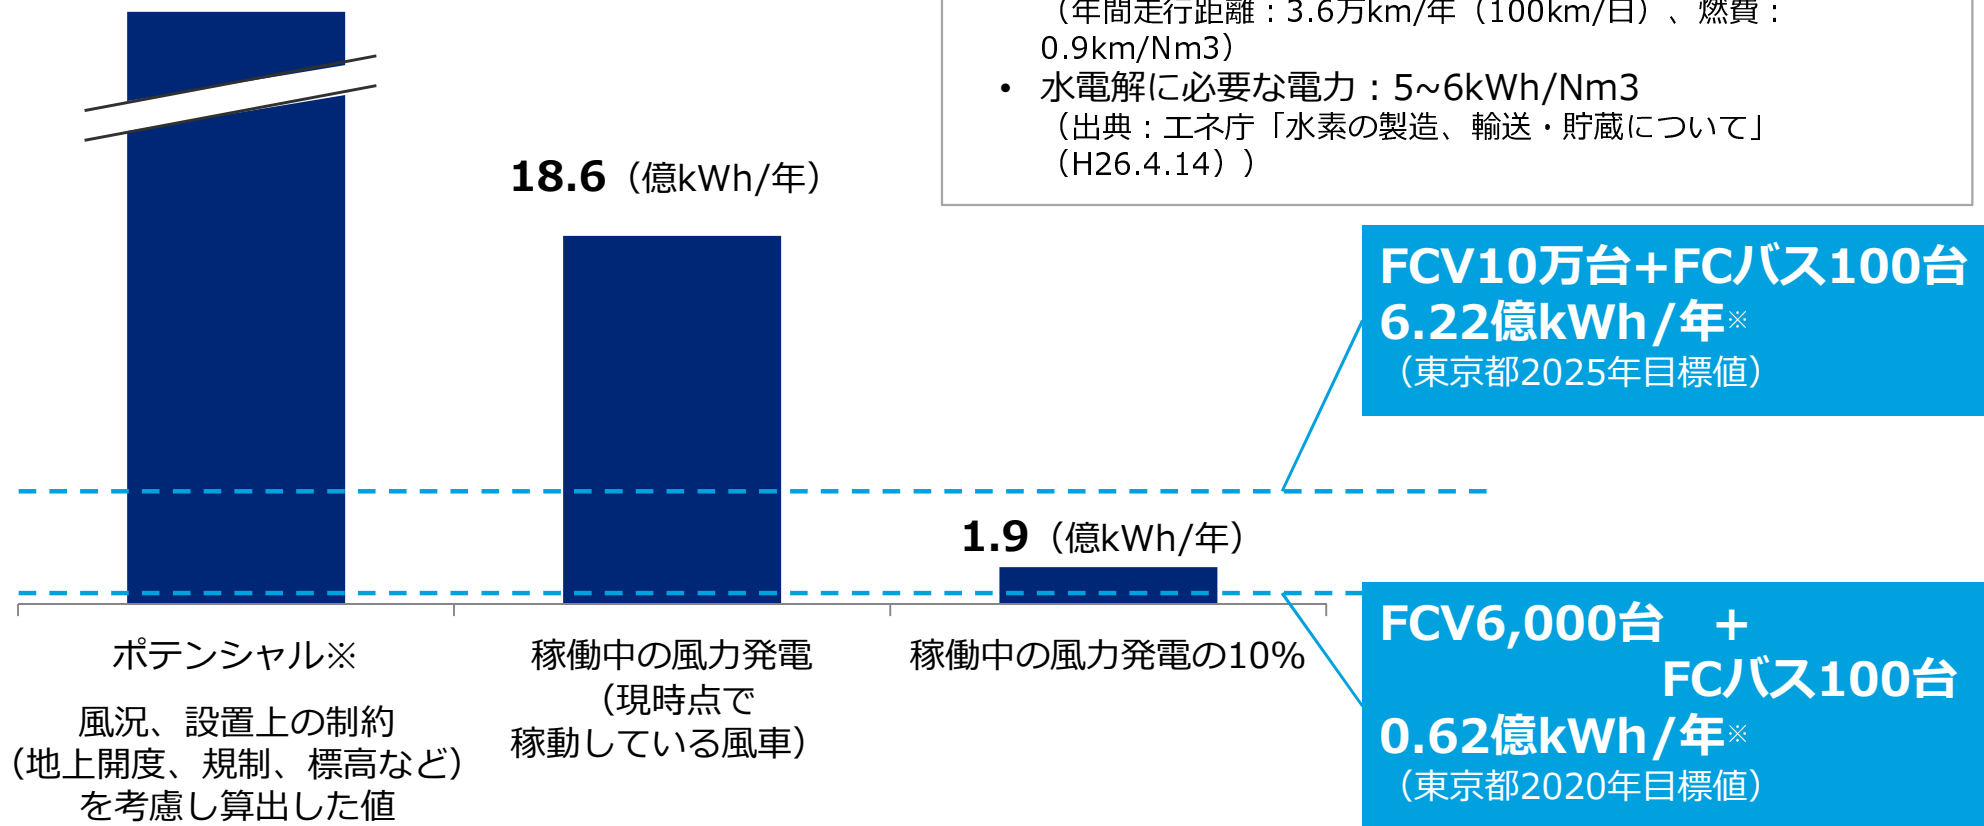 （年間走行距離：3.6万km/年（100km/日）、燃費：
0.9km/Nm3）
• 水電解に必要な電力：5~6kWh/Nm3
（出典：エネ庁「水素の製造、輸送・貯蔵について」
（H26.4.14））
18.6（億kWh/年）
FCV10万台+FCバス100台
6.22億kWh/年※
（東京都2025年目標値）
1.9（億kWh/年）
FCV6,000台　+
FCバス100台
0.62億kWh/年※
（東京都2020年目標値）
ポテンシャル※
風況、設置上の制約
（地上開度、規制、標高など）
を考慮し算出した値
稼働中の風力発電
（現時点で
稼動している風車）
稼働中の風力発電の10%